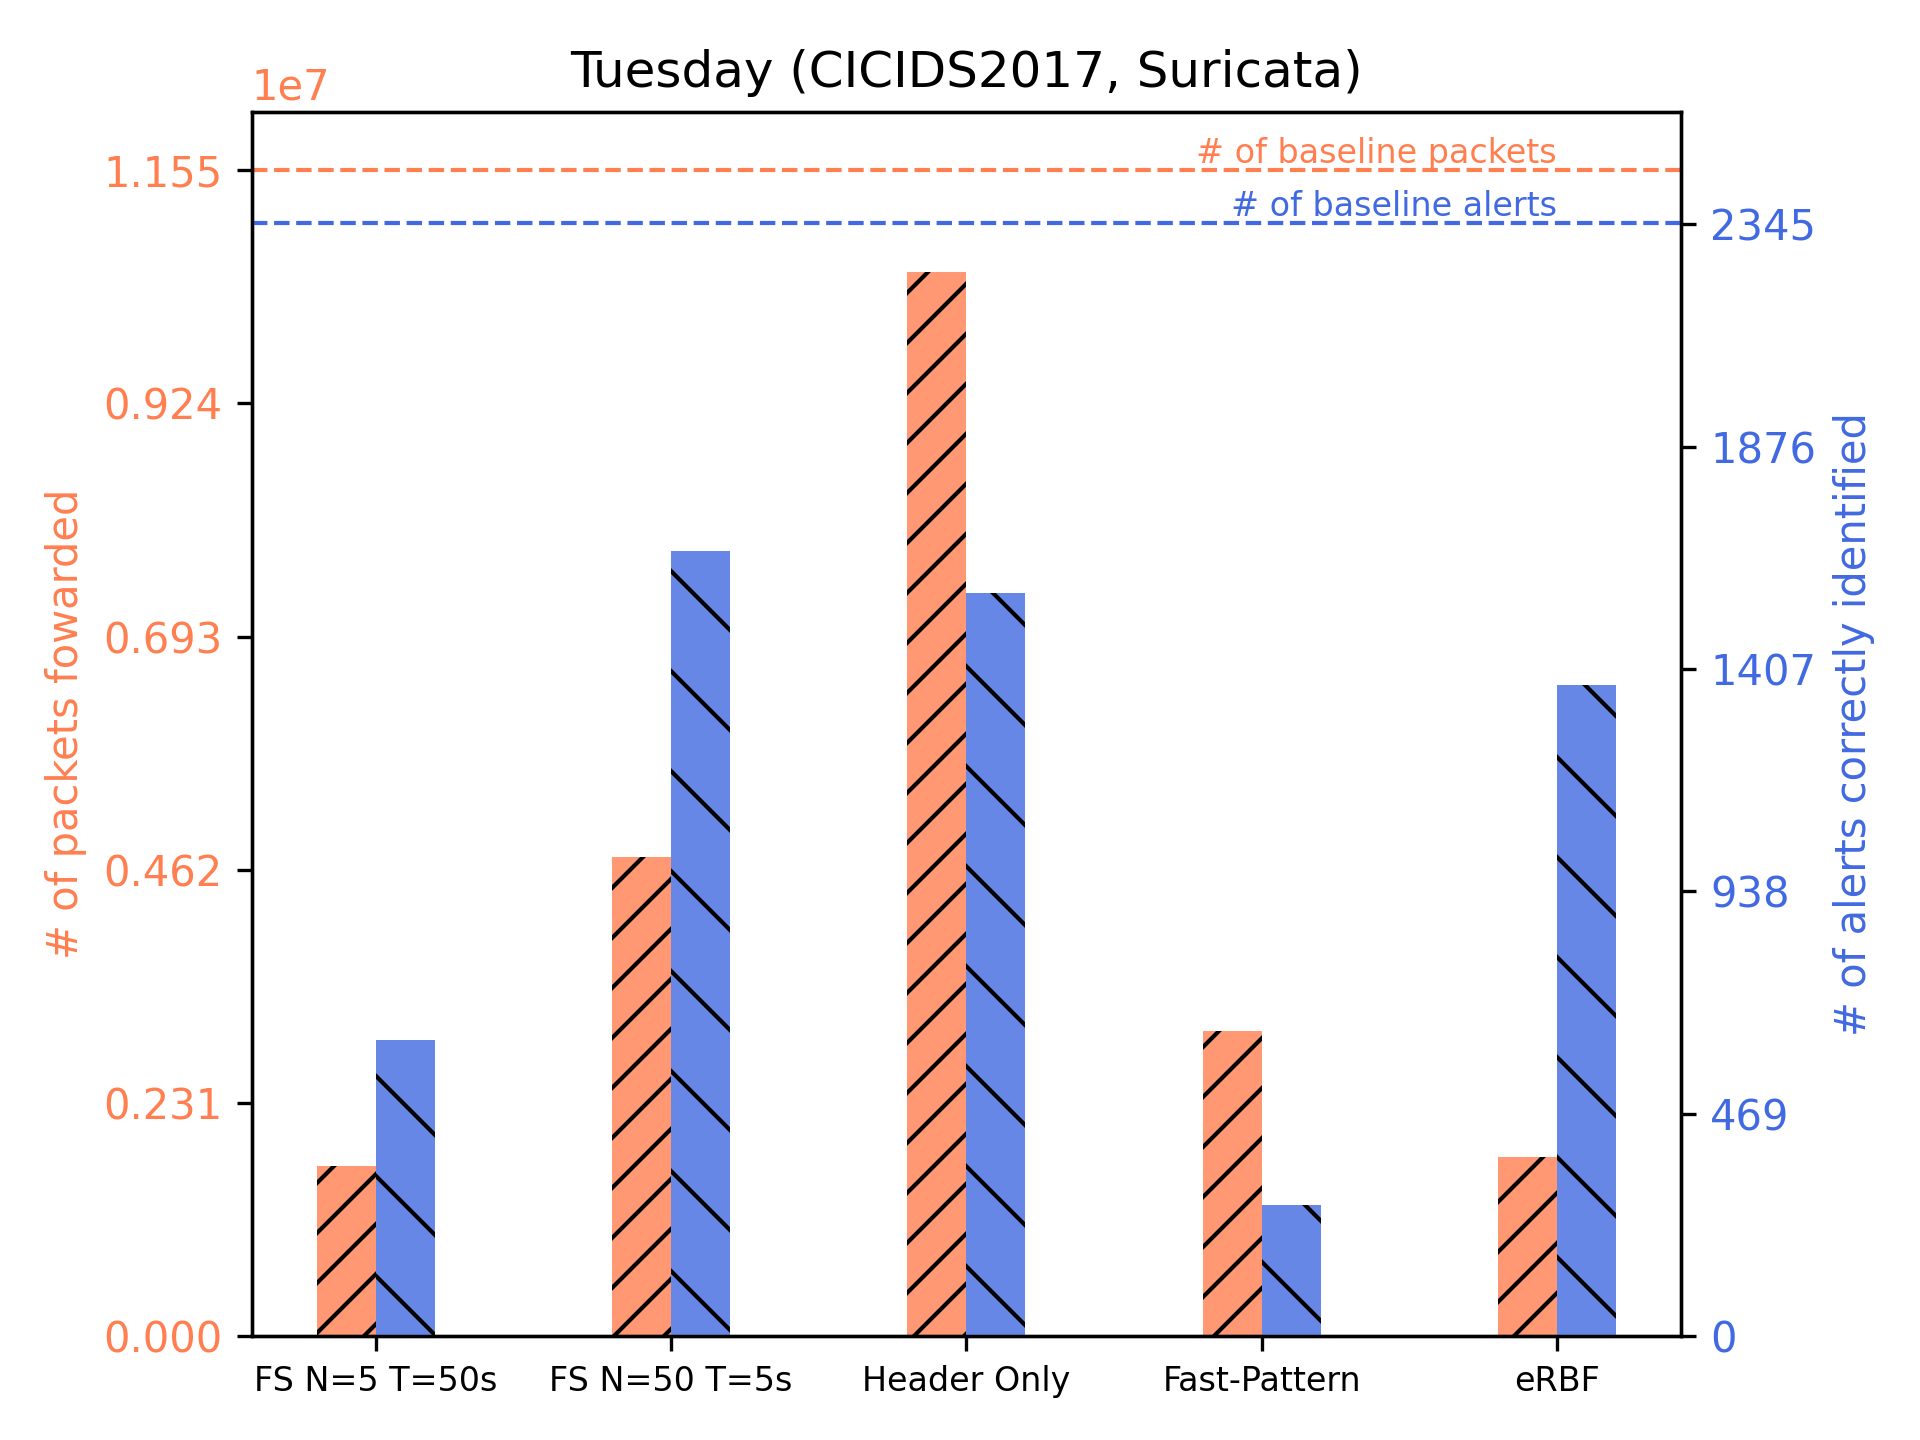 Tuesday (CICIDS2017, Suricata)
1e7
# of baseline packets
# of baseline alerts
1.155
0.924
0.693
0.462
0.231
0.000
# of packets fowarded
2345
1876
1407
938
469
0
# of alerts correctly identified
FS N=5 T=50s
FS N=50 T=5s
Header Only
Fast-Pattern
eRBF